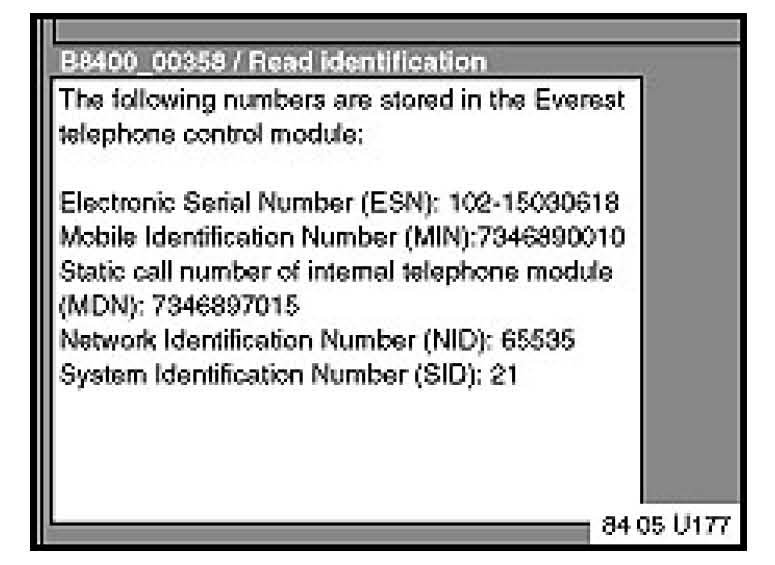 B8400_00358 / Read identification
The following numbers are stored in the Everest
telephone control module:
Electronic Serial Number (ESN): 102-15030618
Mobile Identification Number (MIN):7346890010
Static call number of internal telephone module
(MDN): 7346897015
Network Identification Number (NID): 65535
System Identification Number (SID): 21
84 05 U177